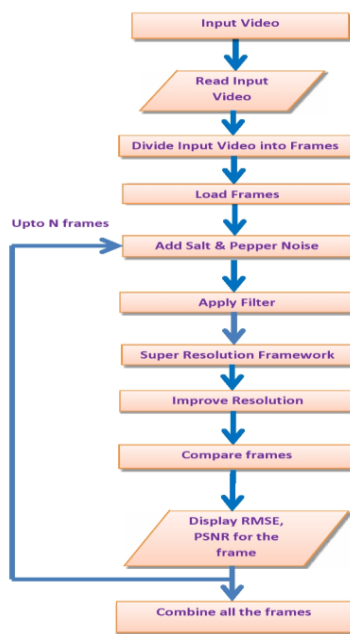 Input Video
Read Input
Video
Divide Input Video into Frames
Load Frames
Upto N frames
Add Salt & Pepper Noise
Apply Filter
Super Resolution Framework
Improve Resolution
Compare frames
Display RMSE,
PSNR for the
frame
Combine all the frames